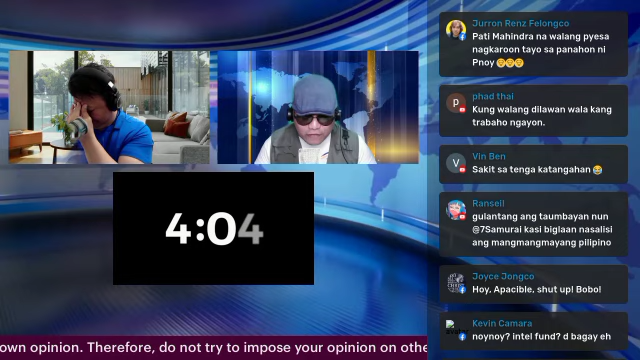 Jurron Renz Felongco
Pati Mahindra na walang pyesa
nagkaroon tayo sa panahon ni
Pnoy 🤣🤣🤣
p
phad thai
Kung walang dilawan wala kang
trabaho ngayon.
V
Vin Ben
Sakit sa tenga katangahan 😂
Ranseil
gulantang ang taumbayan nun
@7Samurai kasi biglaan nasalisi
ang mangmangmayang pilipino
Joyce Jongco
Hoy, Apacible, shut up! Bobo!
Kevin Camara
noynoy? intel fund? d bagay eh
4:04
own opinion. Therefore, do not try to impose your opinion on othe